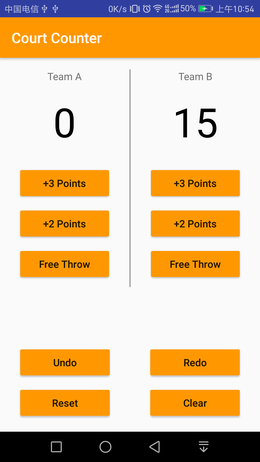 中国电信 0K/s 50% 上午10:54
Court Counter
Team A Team B
0 15
+3 Points +3 Points
+2 Points +2 Points
Free Throw Free Throw
Undo Redo
Reset Clear